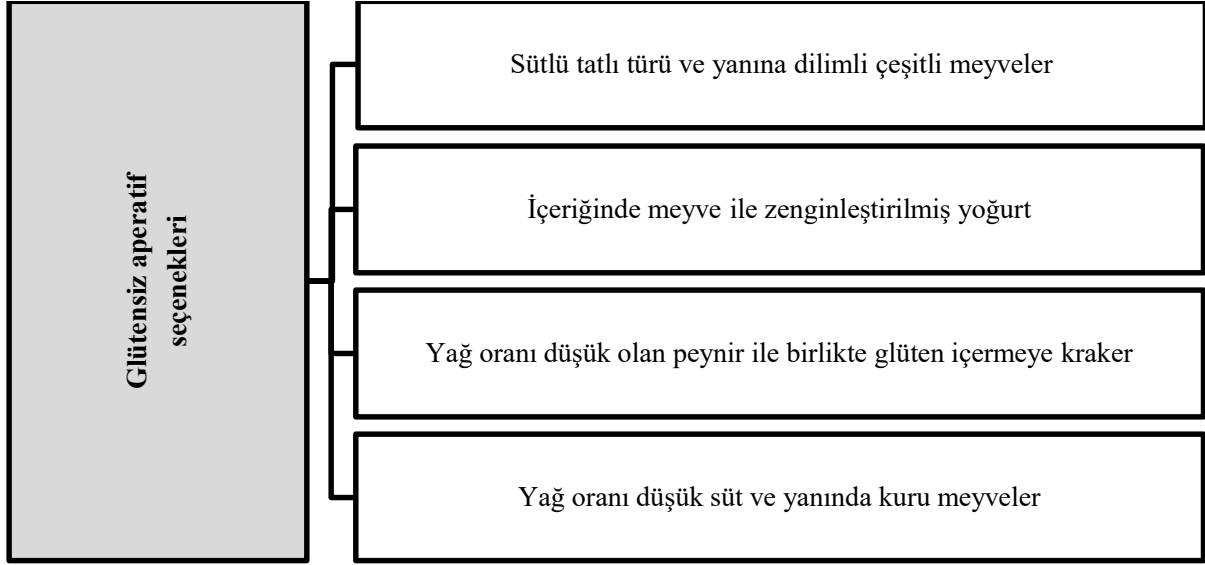 Glütensiz aperatif
seçenekleri
Sütlü tatlı türü ve yanına dilimli çeşitli meyveler
İçeriğinde meyve ile zenginleştirilmiş yoğurt
Yağ oranı düşük olan peynir ile birlikte glüten içermeye kraker
Yağ oranı düşük süt ve yanında kuru meyveler